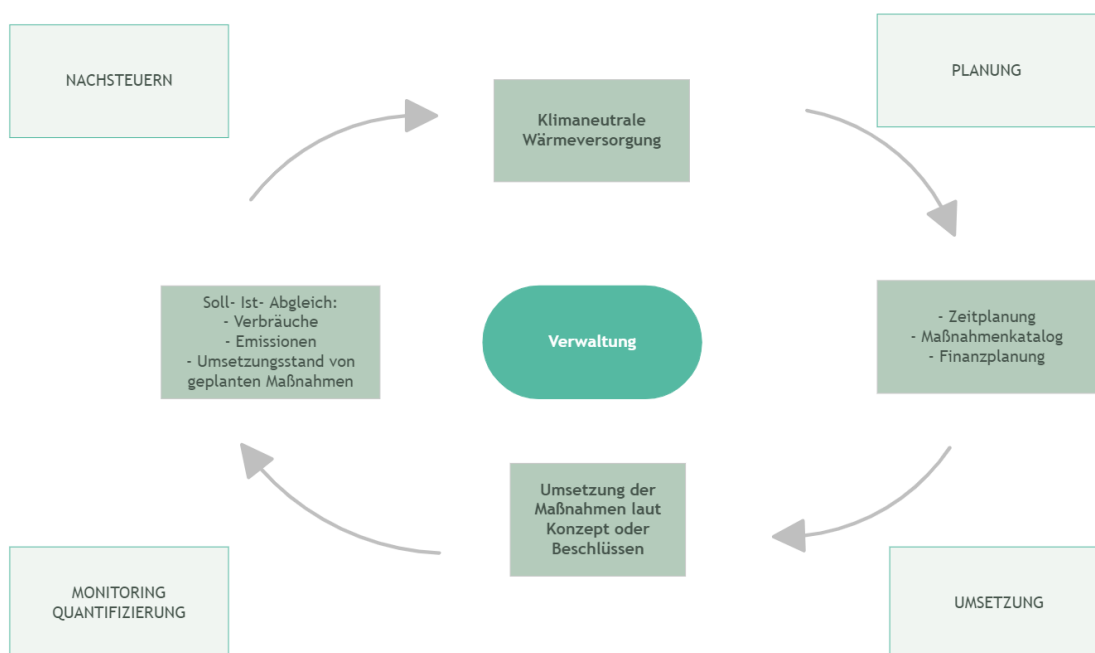 NACHSTEUERN
PLANUNG
Klimaneutrale
Wärmeversorgung
Soll- Ist- Abgleich:
- Verbräuche
- Emissionen
- Umsetzungsstand von
geplanten Maßnahmen
Verwaltung
- Zeitplanung
- Maßnahmenkatalog
- Finanzplanung
Umsetzung der
Maßnahmen laut
Konzept oder
Beschlüssen
MONITORING
QUANTIFIZIERUNG
UMSETZUNG